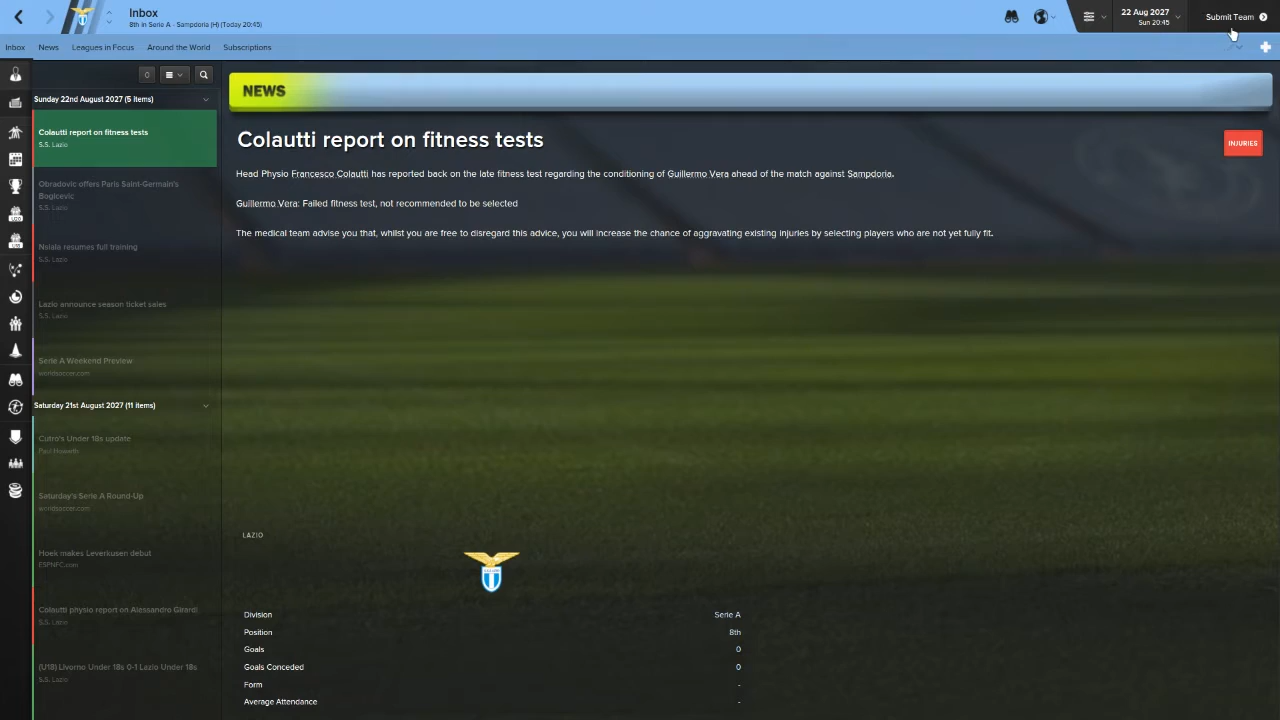 Inbox
8th in Serie A - Sampdoria (H) (Today 20:45)
22 Aug 2027
Sun 20:45
Submit Team
Inbox
News
Leagues in Focus
Around the World
Subscriptions
0
Sunday 22nd August 2027 (5 items)
Colautti report on fitness tests
S.S. Lazio
Obradovic offers Paris Saint-Germain's
Bogicevic
S.S. Lazio
Nsiala resumes full training
S.S. Lazio
Lazio announce season ticket sales
S.S. Lazio
Serie A Weekend Preview
worldsoccer.com
Saturday 21st August 2027 (11 items)
Cutro's Under 18s update
Paul Howarth
Saturday's Serie A Round-Up
worldsoccer.com
Hoek makes Leverkusen debut
ESPNFC.com
Colautti physio report on Alessandro Girardi
S.S. Lazio
(U18) Livorno Under 18s 0-1 Lazio Under 18s
S.S. Lazio
NEWS
Colautti report on fitness tests
INJURIES
Head Physio Francesco Colautti has reported back on the late fitness test regarding the conditioning of Guillermo Vera ahead of the match against Sampdoria.
Guillermo Vera: Failed fitness test, not recommended to be selected
The medical team advise you that, whilst you are free to disregard this advice, you will increase the chance of aggravating existing injuries by selecting players who are not yet fully fit.
LAZIO
Division Serie A
Position 8th
Goals 0
Goals Conceded 0
Form -
Average Attendance -